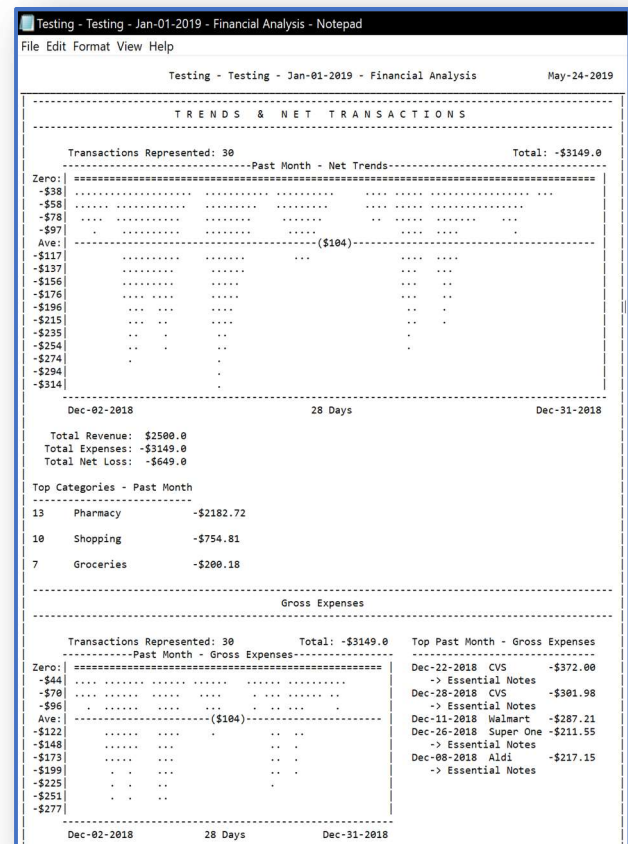 Testing - Testing - Jan-01-2019 - Financial Analysis - Notepad
File Edit Format View Help
Testing - Testing - Jan-01-2019 - Financial Analysis May-24-2019
T R E N D S & N E T T R A N S A C T I O N S
Transactions Represented: 30 Total: -$3149.0
Past Month - Net Trends
Zero:
-$38
-$58
-$78
-$97
Ave: ($104)
-$117
-$137
-$156
-$176
-$196
-$215
-$235
-$254
-$274
-$294
-$314
Dec-02-2018 28 Days Dec-31-2018
Total Revenue: $2500.0
Total Expenses: -$3149.0
Total Net Loss: -$649.0
Top Categories - Past Month
13 Pharmacy -$2182.72
10 Shopping -$754.81
7 Groceries -$200.18
Gross Expenses
Transactions Represented: 30 Total: -$3149.0
Past Month - Gross Expenses
Zero:
-$44
-$70
-$96
Ave: ($104)
-$122
-$148
-$173
-$199
-$225
-$251
-$277
Dec-02-2018 28 Days Dec-31-2018
Top Past Month - Gross Expenses
Dec-22-2018 CVS -$372.00
-> Essential Notes
Dec-28-2018 CVS -$301.98
-> Essential Notes
Dec-11-2018 Walmart -$287.21
Dec-26-2018 Super One -$211.55
-> Essential Notes
Dec-08-2018 Aldi -$217.15
-> Essential Notes